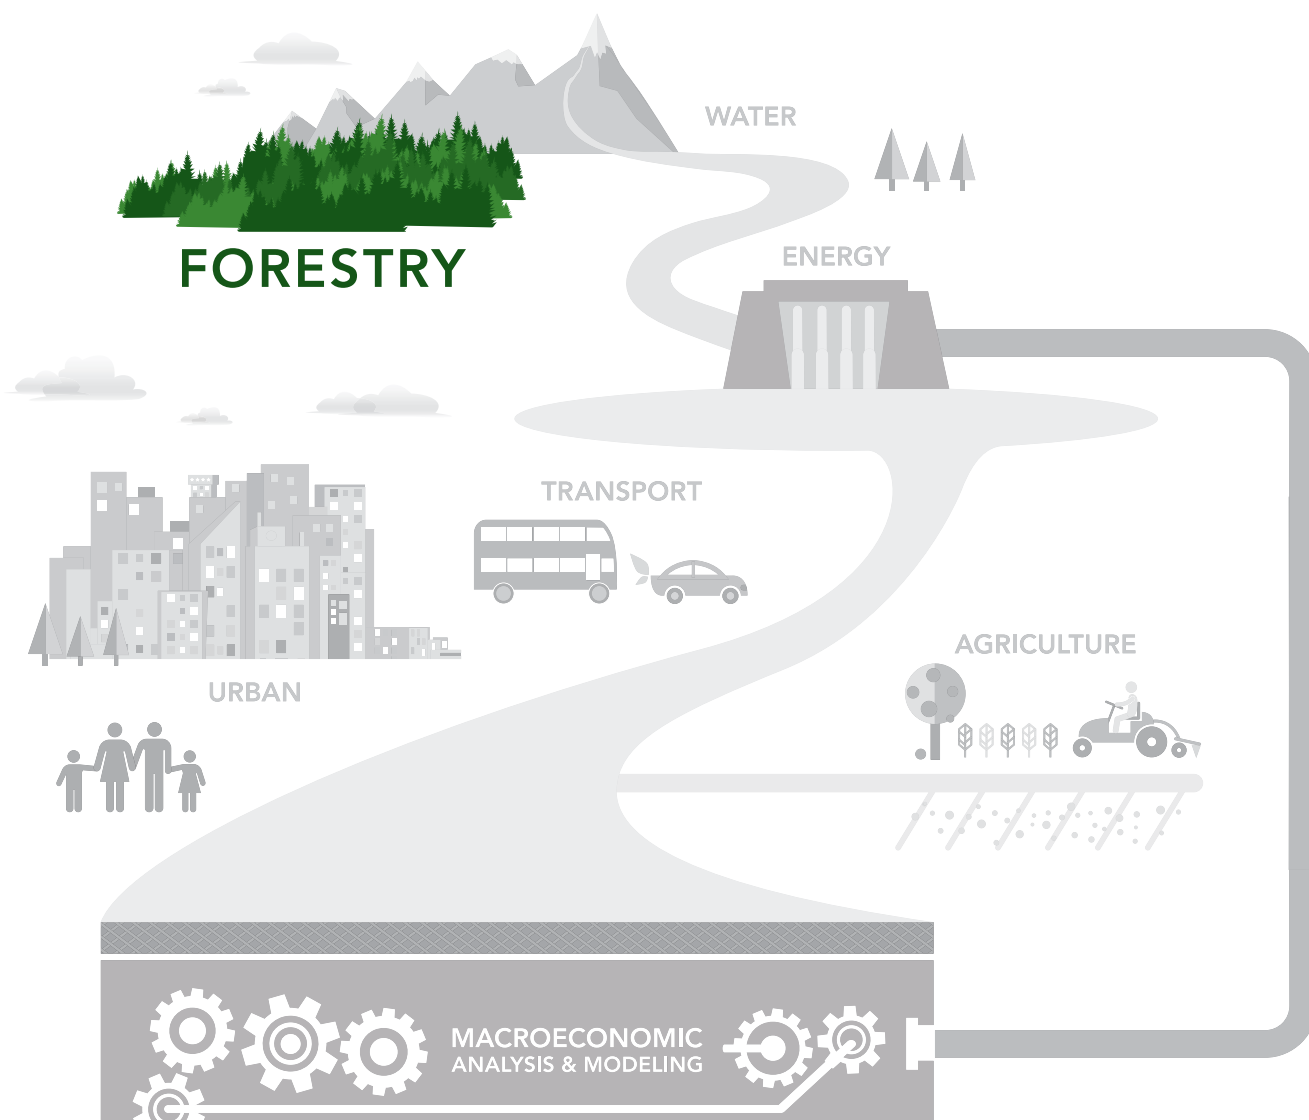 WATER
FORESTRY
ENERGY
TRANSPORT
AGRICULTURE
URBAN
MACROECONOMIC
ANALYSIS & MODELING